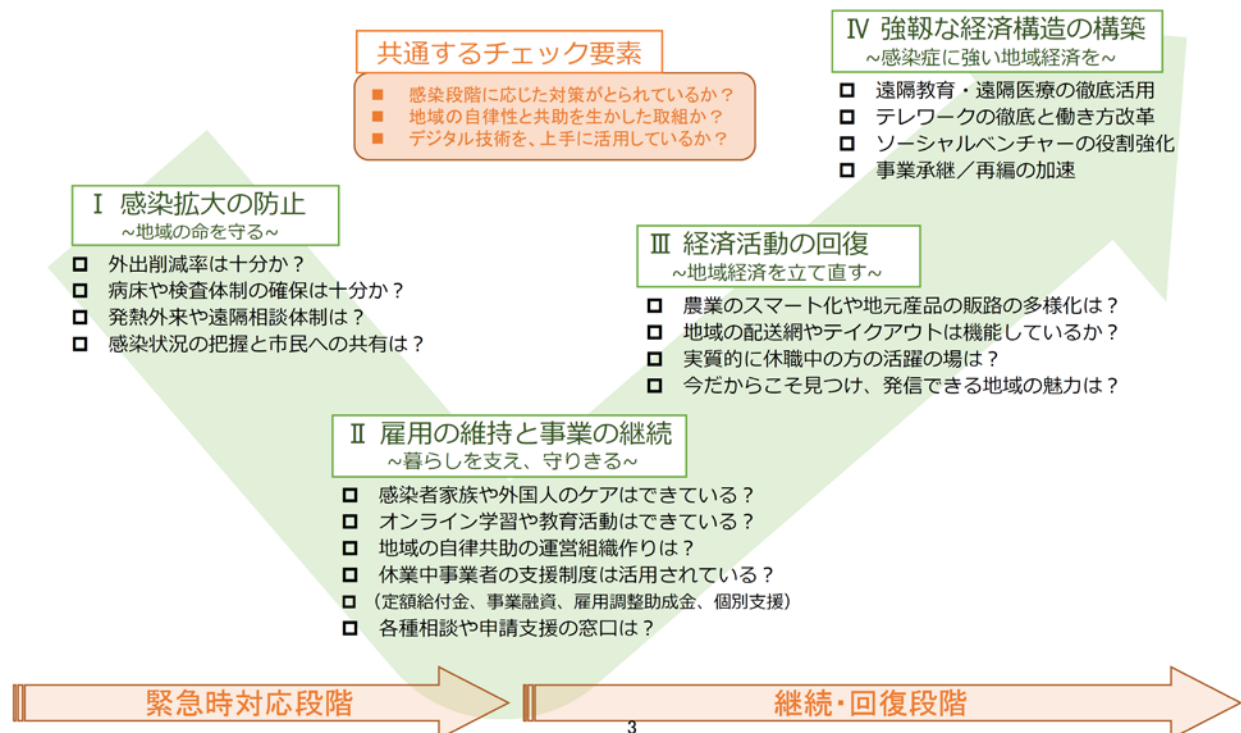 共通するチェック要素
■ 感染段階に応じた対策がとられているか？
■ 地域の自律性と共助を生かした取組か？
■ デジタル技術を、上手に活用しているか？
Ⅰ 感染拡大の防止
~地域の命を守る~
□ 外出削減率は十分か？
□ 病床や検査体制の確保は十分か？
□ 発熱外来や遠隔相談体制は？
□ 感染状況の把握と市民への共有は？
Ⅱ 雇用の維持と事業の継続
~暮らしを支え、守りきる~
□ 感染者家族や外国人のケアはできている？
□ オンライン学習や教育活動はできている？
□ 地域の自律共助の運営組織作りは？
□ 休業中事業者の支援制度は活用されている？
□ （定額給付金、事業融資、雇用調整助成金、個別支援）
□ 各種相談や申請支援の窓口は？
Ⅲ 経済活動の回復
~地域経済を立て直す~
□ 農業のスマート化や地元産品の販路の多様化は？
□ 地域の配送網やテイクアウトは機能しているか？
□ 実質的に休職中の方の活躍の場は？
□ 今だからこそ見つけ、発信できる地域の魅力は？
Ⅳ 強靱な経済構造の構築
~感染症に強い地域経済を~
□ 遠隔教育・遠隔医療の徹底活用
□ テレワークの徹底と働き方改革
□ ソーシャルベンチャーの役割強化
□ 事業承継／再編の加速
緊急時対応段階
継続・回復段階
3